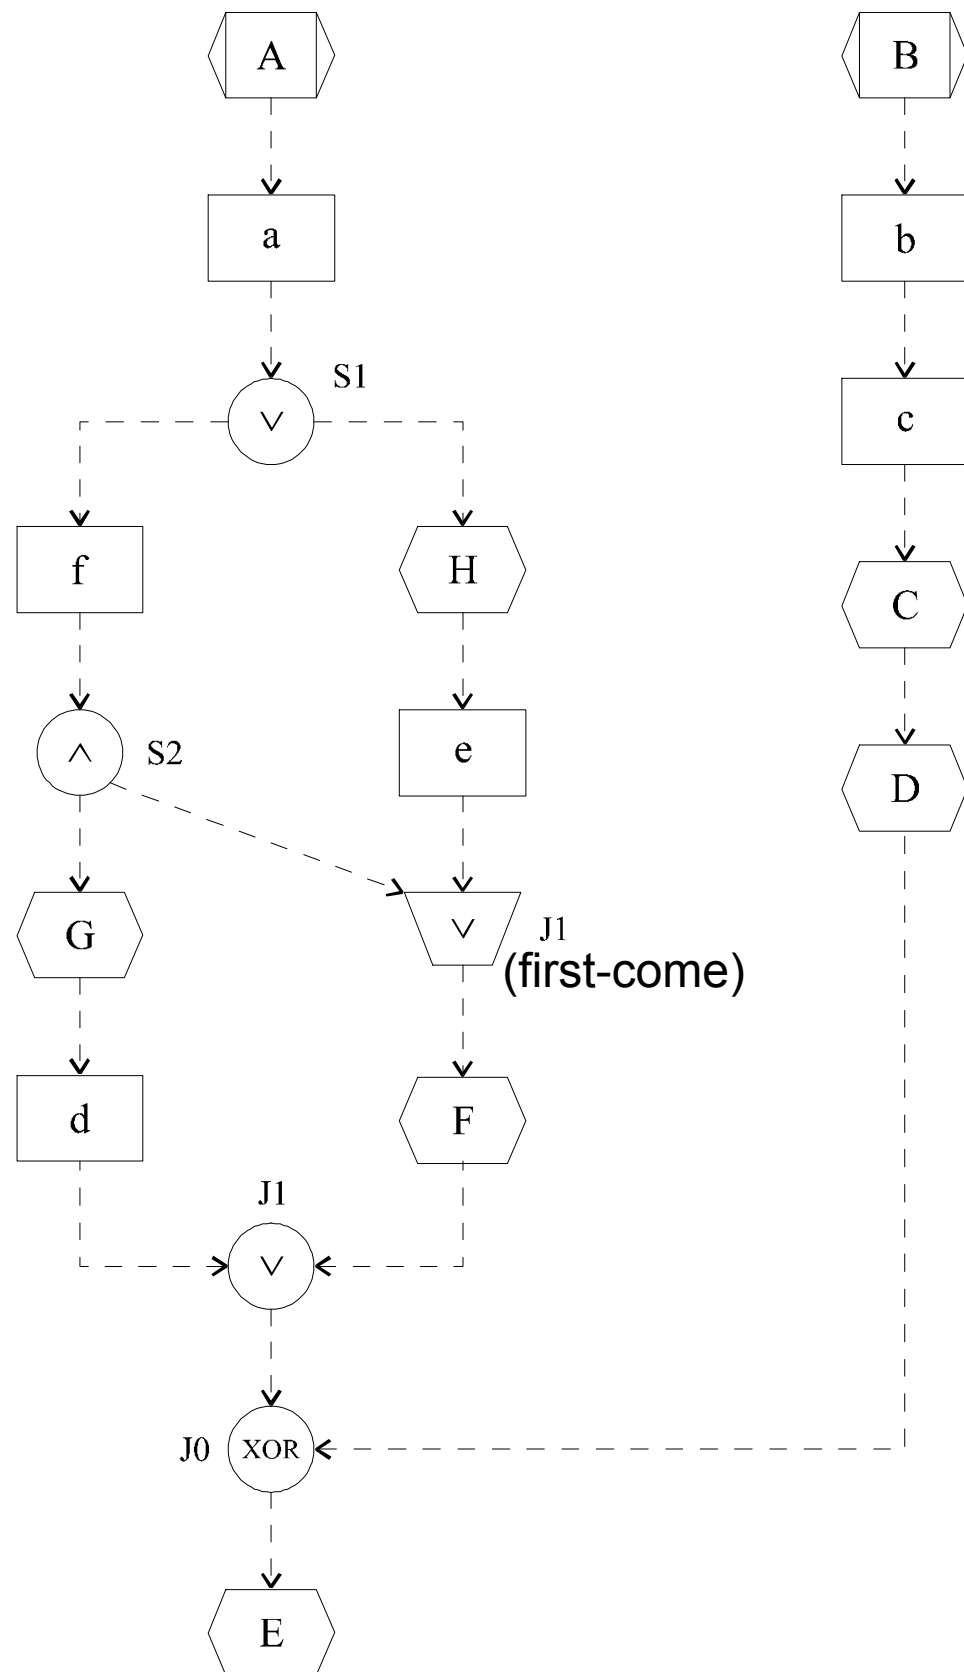 A
B
a
b
S1
∨
c
f
H
C
∧
S2
e
D
G
∨
J1
(first-come)
d
F
J1
∨
J0
XOR
E